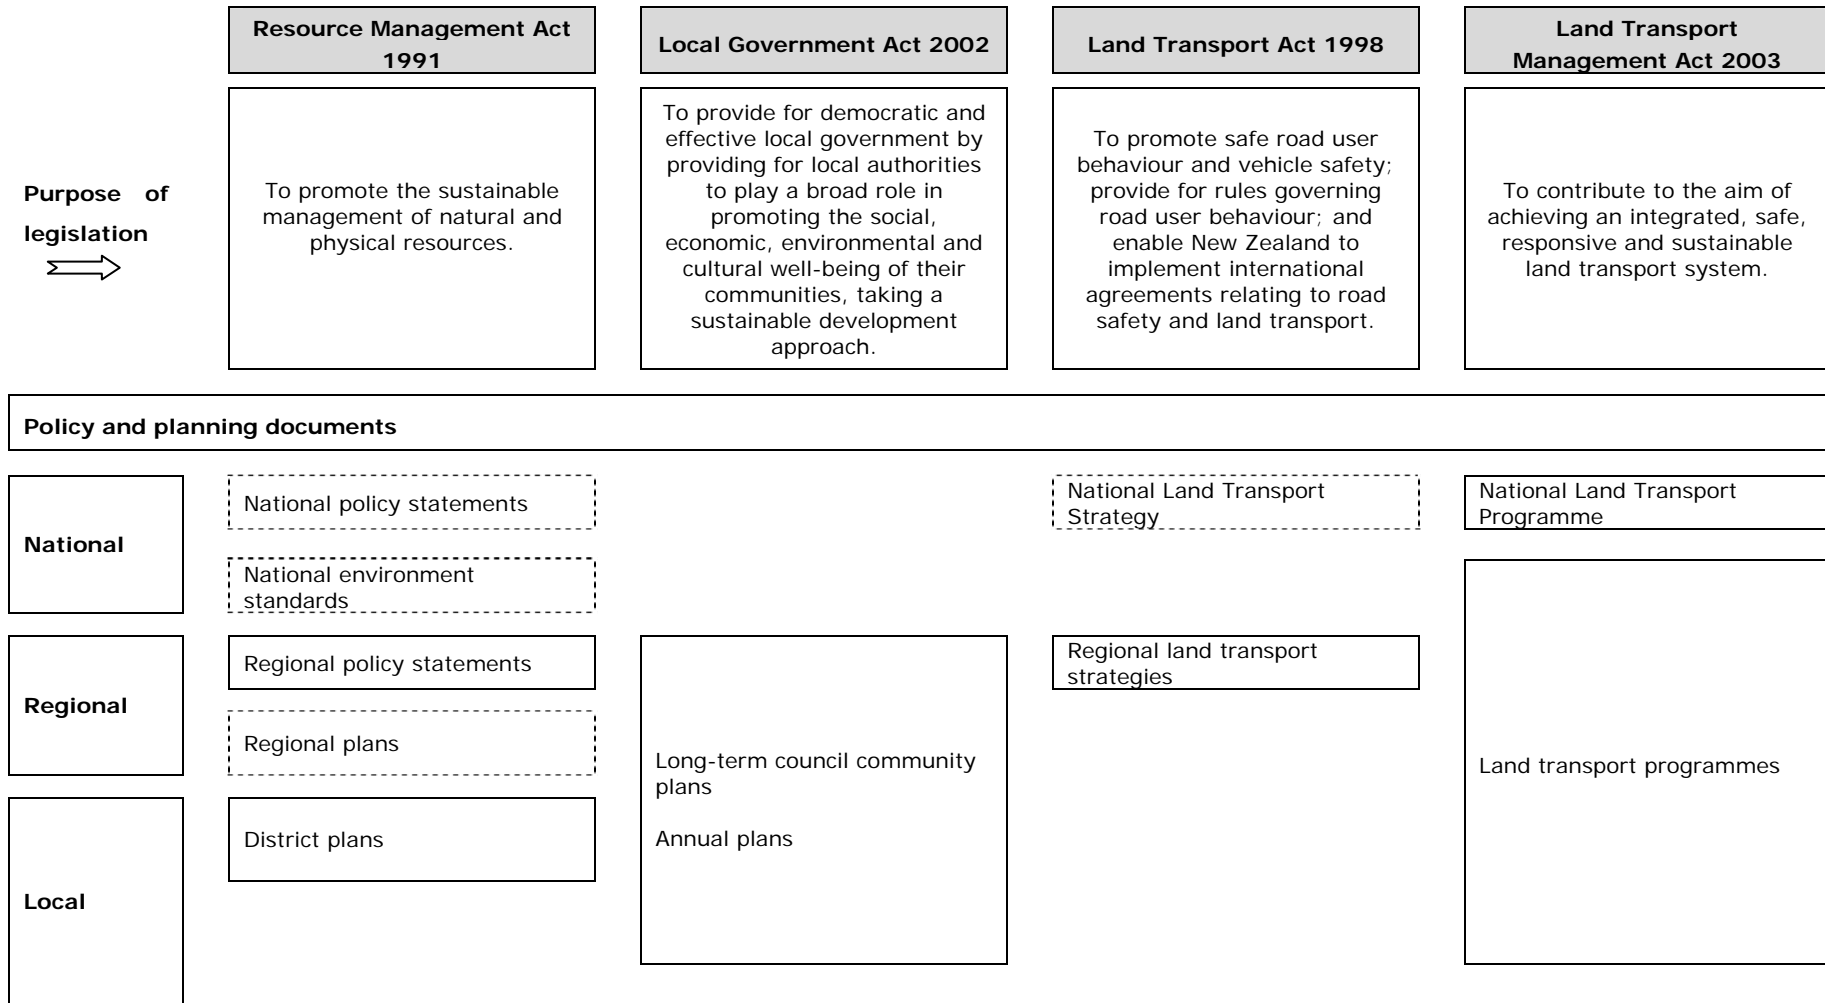 Resource Management Act
1991
Local Government Act 2002
Land Transport Act 1998
Land Transport
Management Act 2003
Purpose of
legislation
To promote the sustainable
management of natural and
physical resources.
To provide for democratic and
effective local government by
providing for local authorities
to play a broad role in
promoting the social,
economic, environmental and
cultural well-being of their
communities, taking a
sustainable development
approach.
To promote safe road user
behaviour and vehicle safety;
provide for rules governing
road user behaviour; and
enable New Zealand to
implement international
agreements relating to road
safety and land transport.
To contribute to the aim of
achieving an integrated, safe,
responsive and sustainable
land transport system.
Policy and planning documents
National
National policy statements
National environment
standards
National Land Transport
Strategy
National Land Transport
Programme
Regional
Regional policy statements
Regional plans
Long-term council community
plans
Annual plans
Regional land transport
strategies
Land transport programmes
Local
District plans